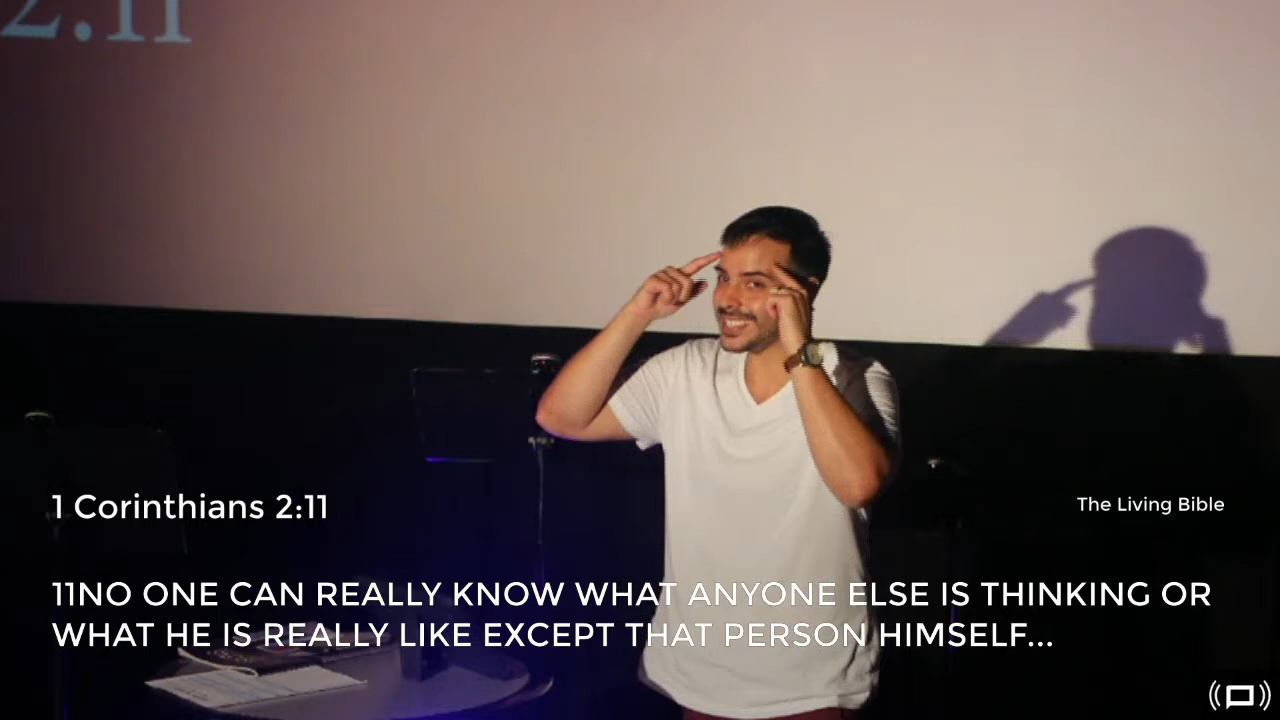 2:11
1 Corinthians 2:11
The Living Bible
11NO ONE CAN REALLY KNOW WHAT ANYONE ELSE IS THINKING OR
WHAT HE IS REALLY LIKE EXCEPT THAT PERSON HIMSELF...